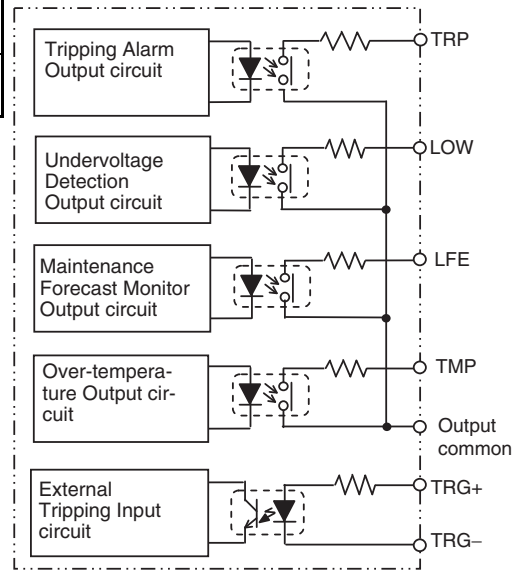 Tripping Alarm
Output circuit
TRP
Undervoltage
Detection
Output circuit
LOW
Maintenance
Forecast Monitor
Output circuit
LFE
Over-tempera-
ture Output cir-
cuit
TMP
Output
common
External
Tripping Input
circuit
TRG+
TRG−